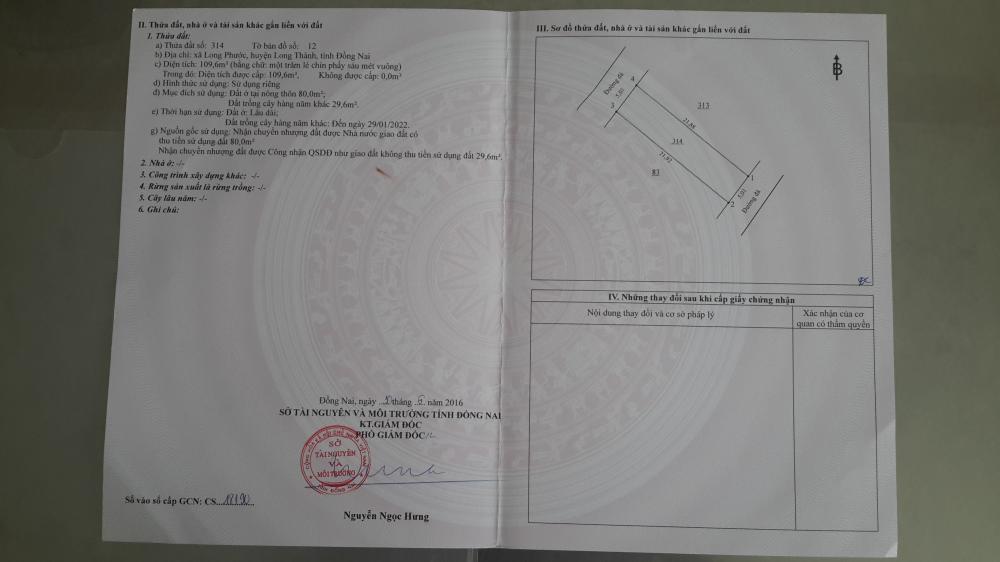 II. Thửa đất, nhà ở và tài sản khác gắn liền với đất
1. Thửa đất:
a) Thửa đất số: 314 Tờ bản đồ số: 12
b) Địa chỉ: xã Long Phước, huyện Long Thành, tỉnh Đồng Nai
c) Diện tích: 109,6m² (bằng chữ: một trăm lẻ chín phẩy sáu mét vuông)
Trong đó: Diện tích được cấp: 109,6m², Không được cấp: 0,0m²
d) Hình thức sử dụng: Sử dụng riêng
đ) Mục đích sử dụng: Đất ở tại nông thôn 80,0m²;
Đất trồng cây hàng năm khác 29,6m².
e) Thời hạn sử dụng: Đất ở: Lâu dài;
Đất trồng cây hàng năm khác: Đến ngày 29/01/2022.
g) Nguồn gốc sử dụng: Nhận chuyển nhượng đất được Nhà nước giao đất có
thu tiền sử dụng đất 80,0m²
Nhận chuyển nhượng đất được Công nhận QSDĐ như giao đất không thu tiền sử dụng đất 29,6m².
2. Nhà ở: -/-
3. Công trình xây dựng khác: -/-
4. Rừng sản xuất là rừng trồng: -/-
5. Cây lâu năm: -/-
6. Ghi chú:
Đồng Nai, ngày tháng năm 2016
SỞ TÀI NGUYÊN VÀ MÔI TRƯỜNG TỈNH ĐỒNG NAI
KT.GIÁM ĐỐC
PHÓ GIÁM ĐỐC
SỞ
TÀI NGUYÊN
VÀ
MÔI TRƯỜNG
Nguyễn Ngọc Hưng
Số vào sổ cấp GCN: CS
III. Sơ đồ thửa đất, nhà ở và tài sản khác gắn liền với đất
B
Đường đá
4
5,00
3
313
21,88
314
21,92
83
1
5,01
2
Đường đá
IV. Những thay đổi sau khi cấp giấy chứng nhận
Nội dung thay đổi và cơ sở pháp lý
Xác nhận của cơ
quan có thẩm quyền